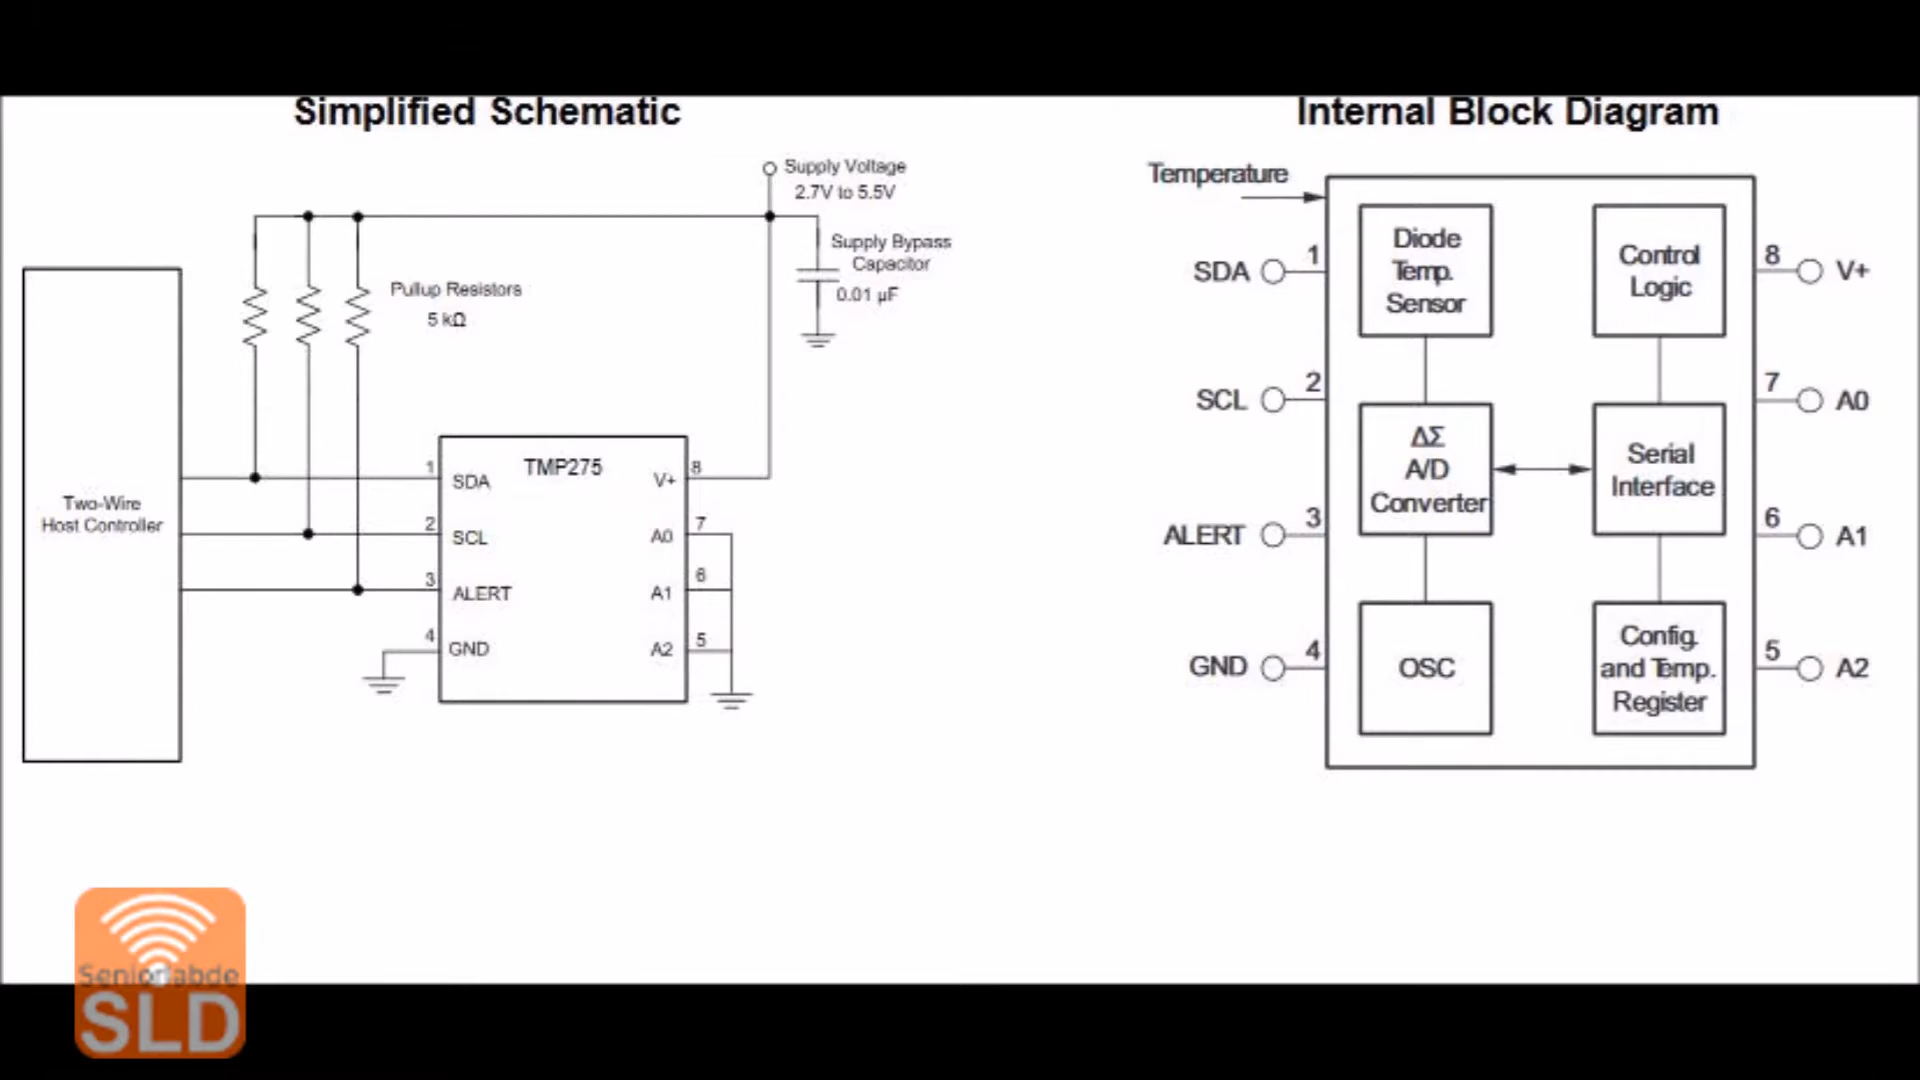 Simplified Schematic
Supply Voltage
2.7V to 5.5V
Supply Bypass
Capacitor
0.01 µF
Pullup Resistors
5 kΩ
Two-Wire
Host Controller
TMP275
1
SDA
2
SCL
3
ALERT
4
GND
8
V+
7
A0
6
A1
5
A2
Internal Block Diagram
Temperature
SDA
1
SCL
2
ALERT
3
GND
4
Diode
Temp.
Sensor
ΔΣ
A/D
Converter
OSC
Control
Logic
Serial
Interface
Config.
and Temp.
Register
8
V+
7
A0
6
A1
5
A2
Seniorlabde
SLD